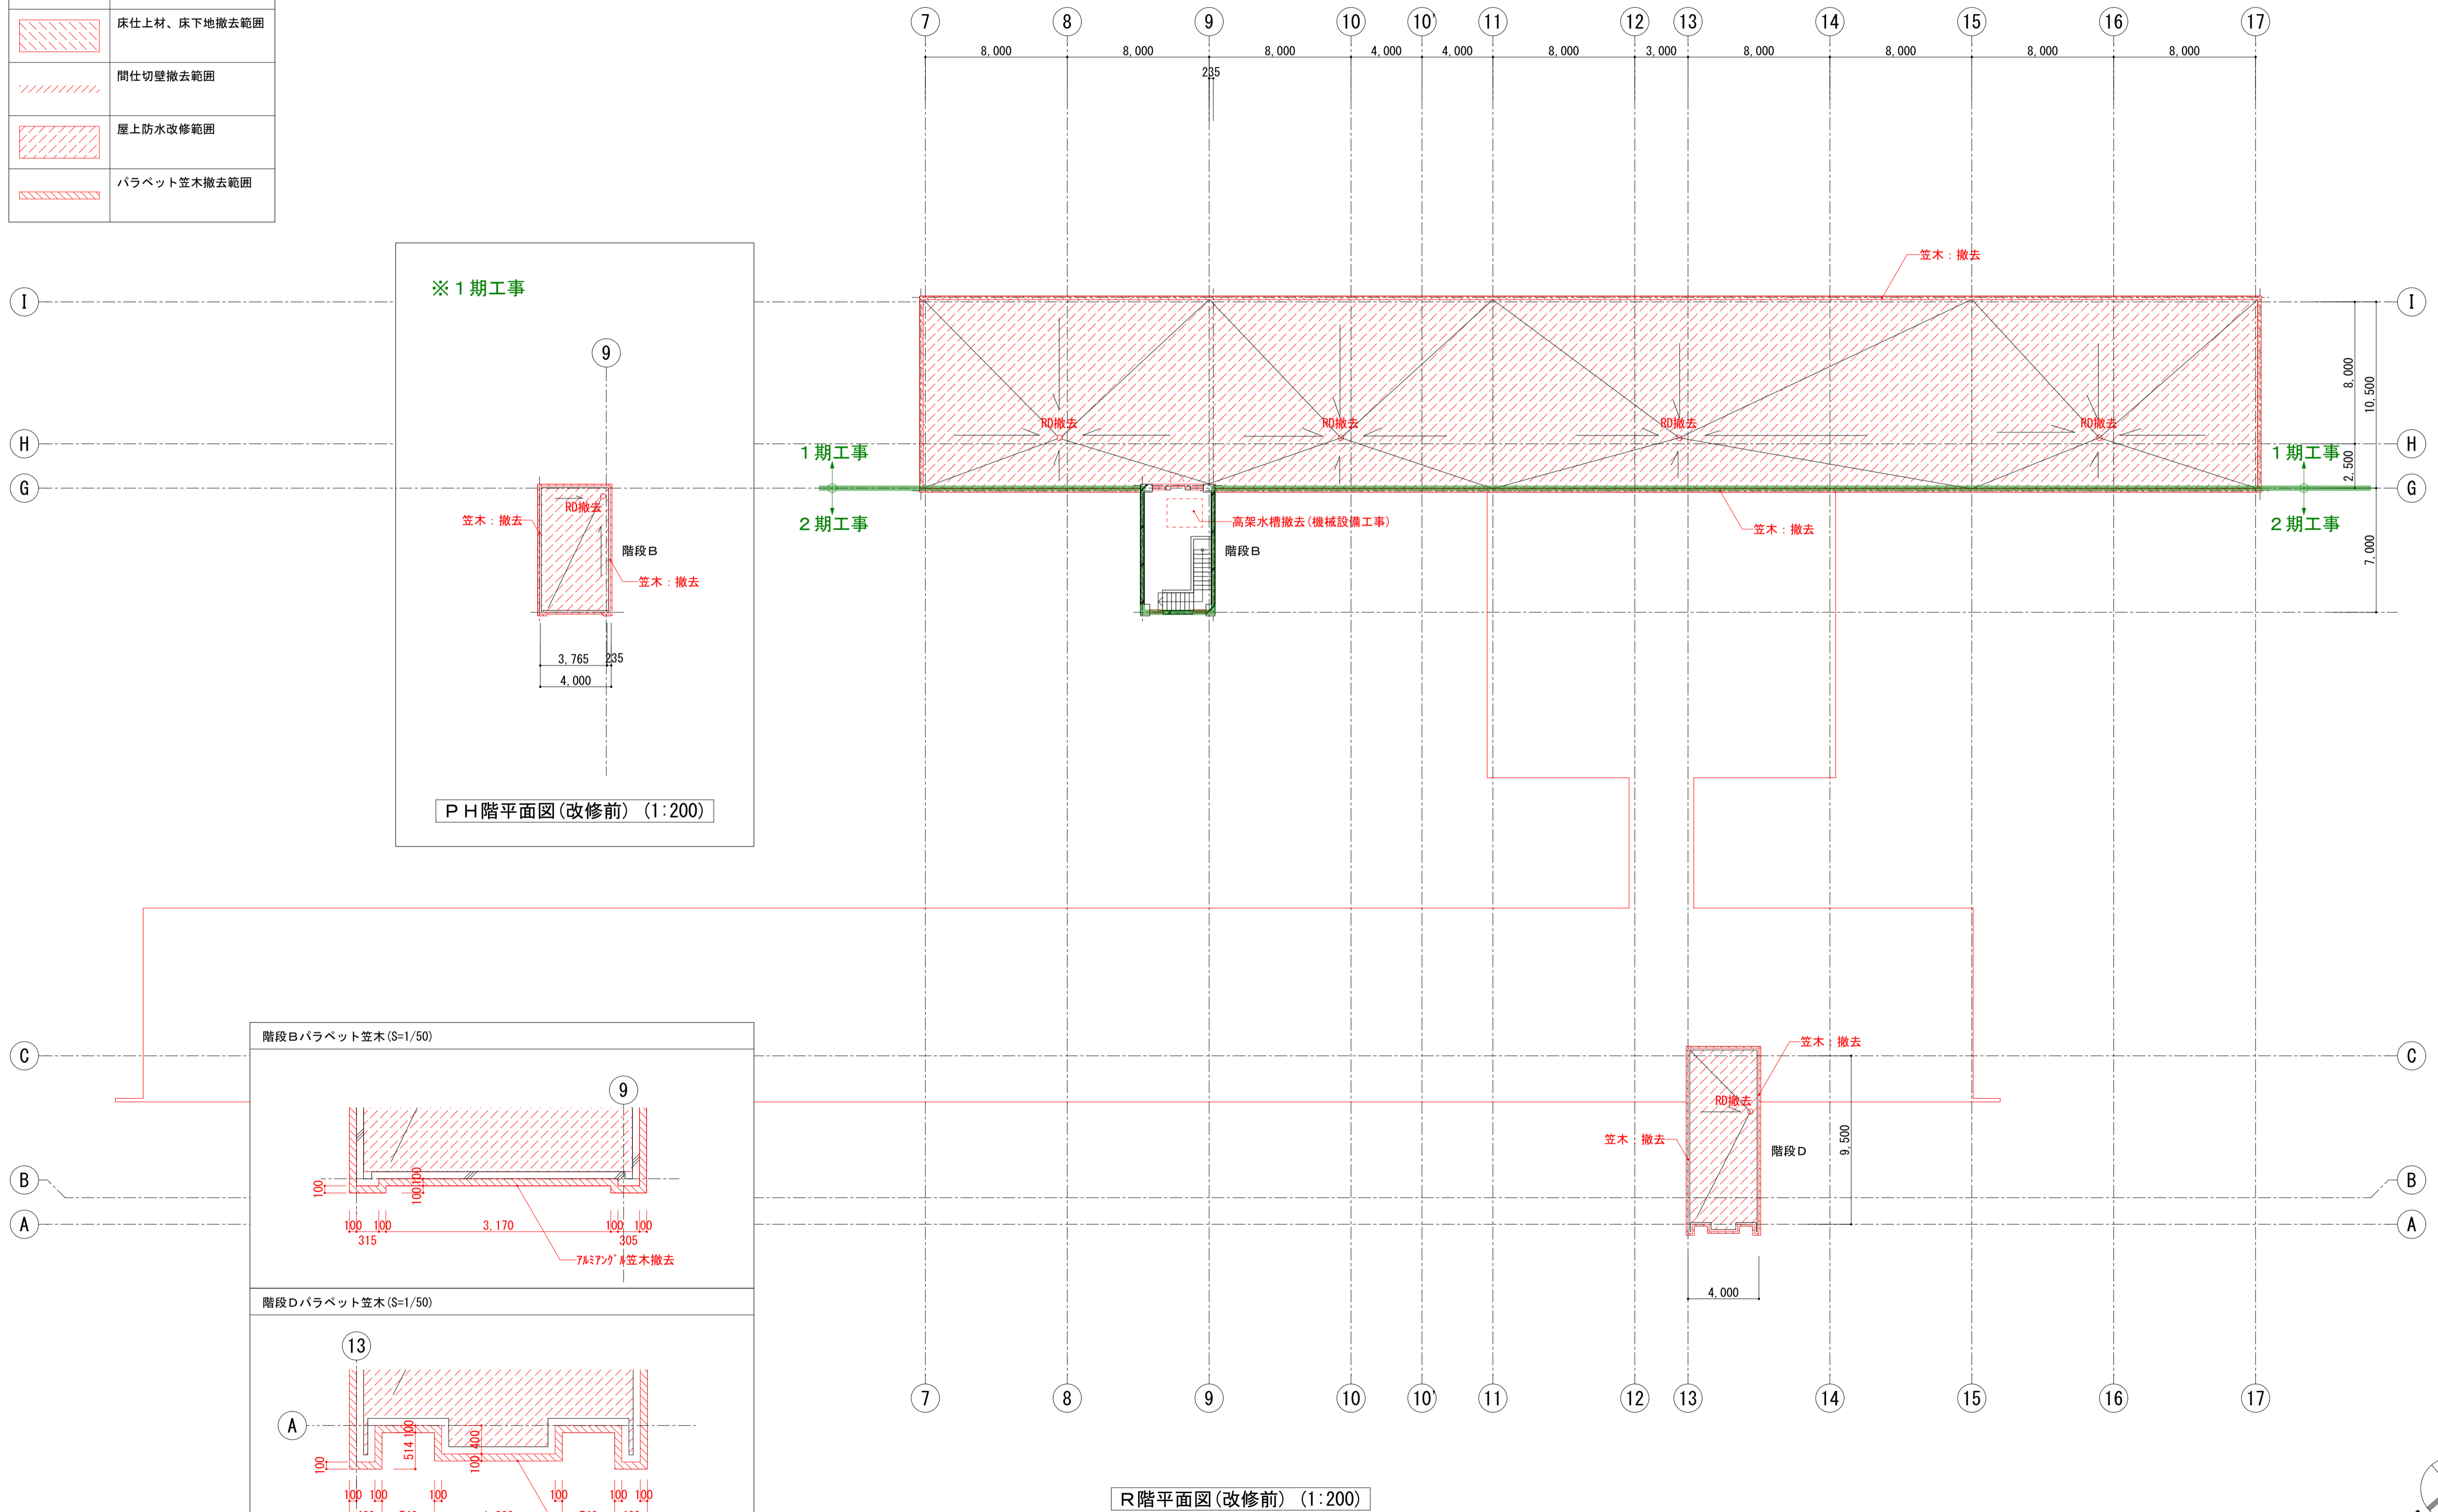 床仕上材、床下地撤去範囲
間仕切壁撤去範囲
屋上防水改修範囲
パラペット笠木撤去範囲
7 8 9 10 10' 11 12 13 14 15 16 17
8,000 8,000 8,000 4,000 4,000 8,000 3,000 8,000 8,000 8,000 8,000
235
笠木：撤去
I I
H H
G G
8,000
2,500
10,500
7,000
RD撤去 RD撤去 RD撤去 RD撤去
1期工事
2期工事
1期工事
2期工事
高架水槽撤去(機械設備工事)
階段B
笠木：撤去
※1期工事
9
RD撤去
笠木：撤去
階段B
笠木：撤去
3,765 235
4,000
PH階平面図(改修前) (1:200)
C C
B B
A A
笠木：撤去
RD撤去
笠木：撤去
階段D
9,500
4,000
階段Bパラペット笠木(S=1/50)
9
100
100 100
100 100 3,170 100 100
315 305
アルミアングル笠木撤去
階段Dパラペット笠木(S=1/50)
13
A
100
514 100
100 400
100 100 100 100 100 100
7 8 9 10 10' 11 12 13 14 15 16 17
R階平面図(改修前) (1:200)